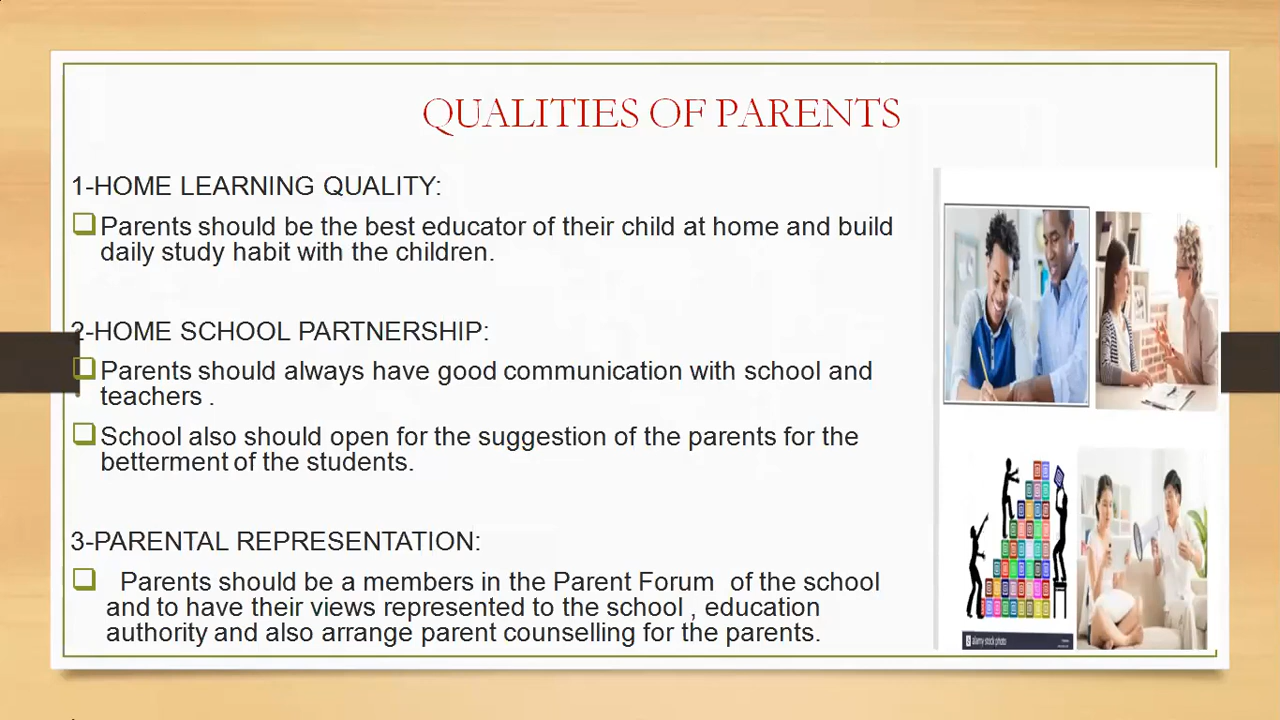 QUALITIES OF PARENTS
1-HOME LEARNING QUALITY:
Parents should be the best educator of their child at home and build
daily study habit with the children.
2-HOME SCHOOL PARTNERSHIP:
Parents should always have good communication with school and
teachers .
School also should open for the suggestion of the parents for the
betterment of the students.
3-PARENTAL REPRESENTATION:
Parents should be a members in the Parent Forum of the school
and to have their views represented to the school , education
authority and also arrange parent counselling for the parents.
alamy stock photo